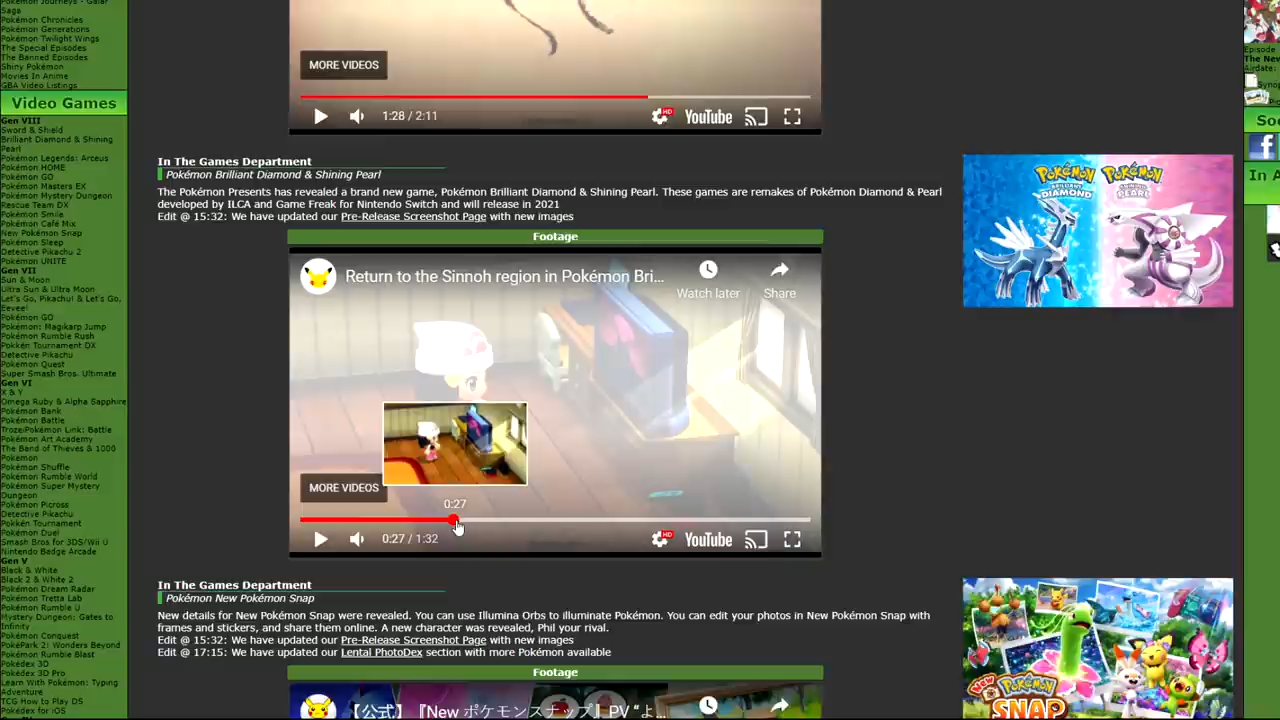 Pokémon Journeys - Galar
Saga
Pokémon Chronicles
Pokémon Generations
Pokémon Twilight Wings
The Special Episodes
The Banned Episodes
Shiny Pokémon
Movies In Anime
GBA Video Listings
Video Games
Gen VIII
Sword & Shield
Brilliant Diamond & Shining
Pearl
Pokémon Legends: Arceus
Pokémon HOME
Pokémon GO
Pokémon Masters EX
Pokémon Mystery Dungeon
Rescue Team DX
Pokémon Smile
Pokémon Café Mix
New Pokémon Snap
Pokémon Sleep
Detective Pikachu 2
Pokémon UNITE
Gen VII
Sun & Moon
Ultra Sun & Ultra Moon
Let's Go, Pikachu! & Let's Go,
Eevee!
Pokémon GO
Pokémon: Magikarp Jump
Pokémon Rumble Rush
Pokkén Tournament DX
Detective Pikachu
Pokémon Quest
Super Smash Bros. Ultimate
Gen VI
X & Y
Omega Ruby & Alpha Sapphire
Pokémon Bank
Pokémon Battle
Trozei Pokémon Link: Battle
Pokémon Art Academy
The Band of Thieves & 1000
Pokémon
Pokémon Shuffle
Pokémon Rumble World
Pokémon Super Mystery
Dungeon
Pokémon Picross
Detective Pikachu
Pokkén Tournament
Pokémon Duel
Smash Bros for 3DS/Wii U
Nintendo Badge Arcade
Gen V
Black & White
Black 2 & White 2
Pokémon Dream Radar
Pokémon Tretta Lab
Pokémon Rumble U
Mystery Dungeon: Gates to
Infinity
Pokémon Conquest
PokéPark 2: Wonders Beyond
Pokémon Rumble Blast
Pokédex 3D
Pokédex 3D Pro
Learn With Pokémon: Typing
Adventure
TCG How to Play DS
Pokédex for iOS
MORE VIDEOS
1:28 / 2:11
HD
YouTube
In The Games Department
Pokémon Brilliant Diamond & Shining Pearl
The Pokémon Presents has revealed a brand new game, Pokémon Brilliant Diamond & Shining Pearl. These games are remakes of Pokémon Diamond & Pearl
developed by ILCA and Game Freak for Nintendo Switch and will release in 2021
Edit @ 15:32: We have updated our Pre-Release Screenshot Page with new images
Footage
Return to the Sinnoh region in Pokémon Bri...
Watch later
Share
MORE VIDEOS
0:27
0:27 / 1:32
HD
YouTube
POKÉMON
BRILLIANT
DIAMOND
POKÉMON
SHINING
PEARL
In The Games Department
Pokémon New Pokémon Snap
New details for New Pokémon Snap were revealed. You can use Illumina Orbs to illuminate Pokémon. You can edit your photos in New Pokémon Snap with
frames and stickers, and share them online. A new character was revealed, Phil your rival.
Edit @ 15:32: We have updated our Pre-Release Screenshot Page with new images
Edit @ 17:15: We have updated our Lental PhotoDex section with more Pokémon available
Footage
【公式】『New ポケモンスナップ』PV “よ...
NEW
POKÉMON
SNAP
Episode
The New
Airdate:
Synop
So
In A